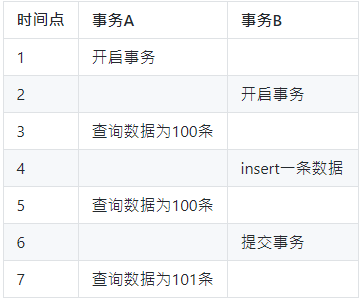 时间点 事务A 事务B
1 开启事务
2 开启事务
3 查询数据为100条
4 insert一条数据
5 查询数据为100条
6 提交事务
7 查询数据为101条